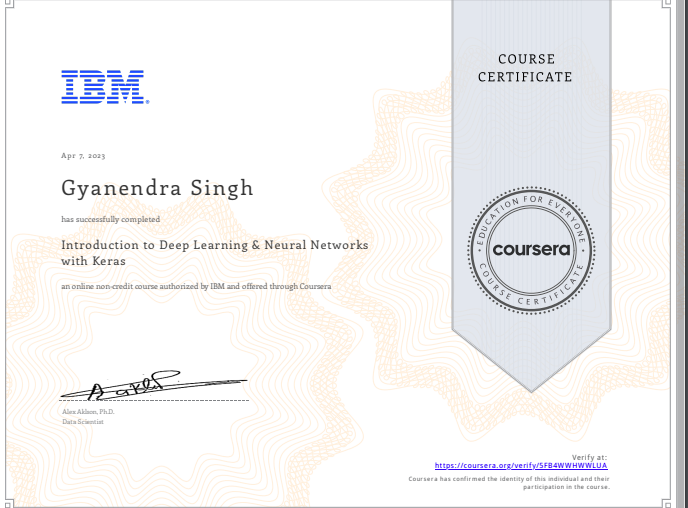 IBM®
COURSE
CERTIFICATE
Apr 7, 2023
Gyanendra Singh
has successfully completed
Introduction to Deep Learning & Neural Networks
with Keras
an online non-credit course authorized by IBM and offered through Coursera
EDUCATION FOR EVERYONE
coursera
COURSE CERTIFICATE
Alex Aklson, Ph.D.
Data Scientist
Verify at:
https://coursera.org/verify/5FB4WWHWWLUA
Coursera has confirmed the identity of this individual and their
participation in the course.